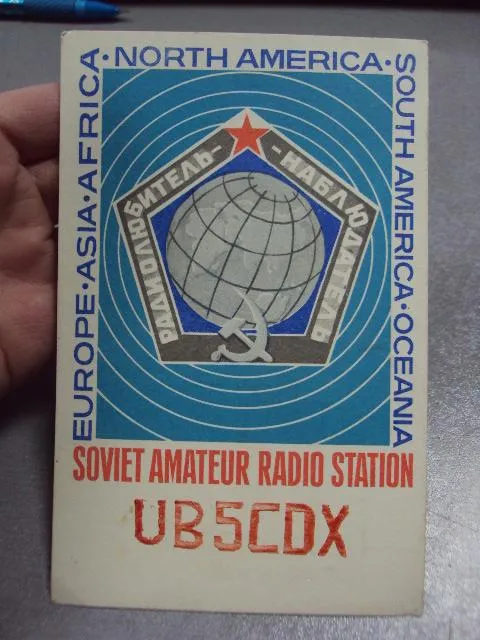 EUROPE·ASIA·AFRICA·NORTH AMERICA·SOUTH AMERICA·OCEANIA
РАДИОЛЮБИТЕЛЬ-
-НАБЛЮДАТЕЛЬ
SOVIET AMATEUR RADIO STATION
UB5CDX